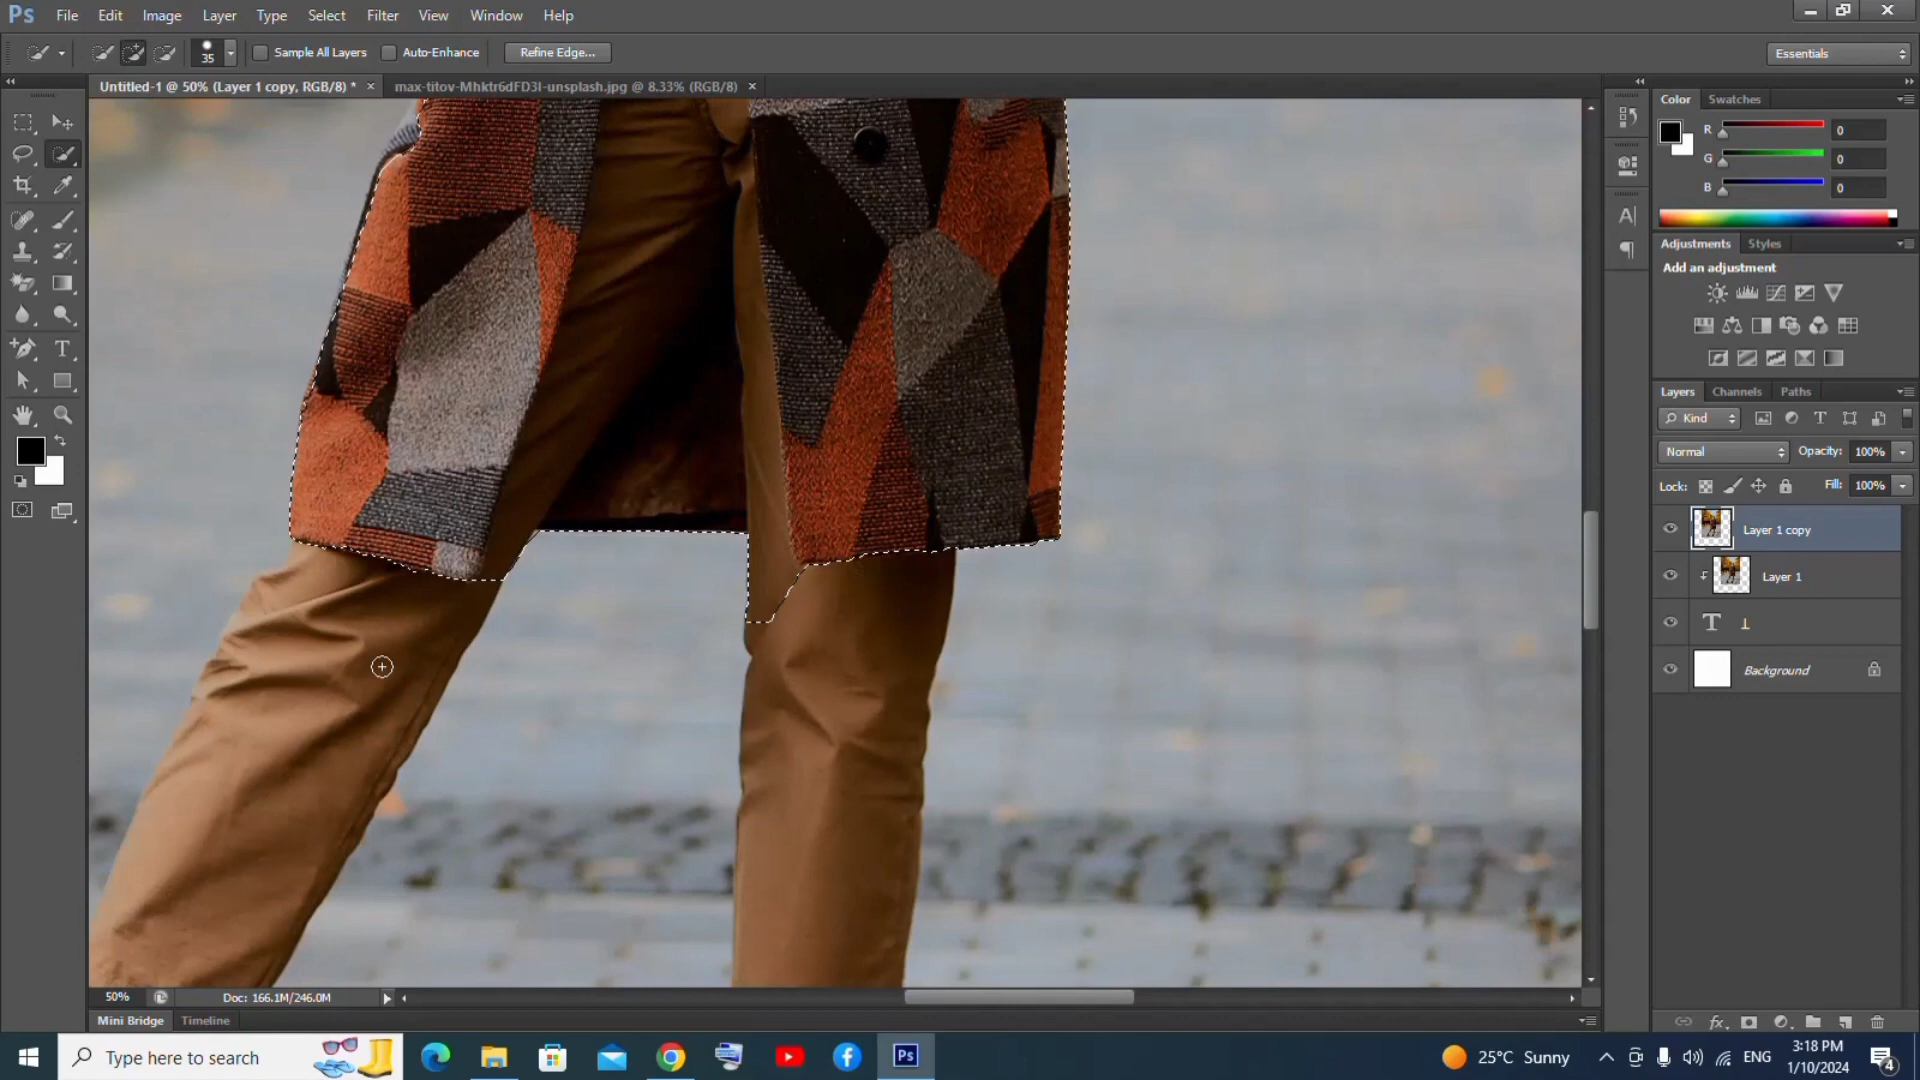 Ps File Edit Image Layer Type Select Filter View Window Help
35 Sample All Layers Auto-Enhance Refine Edge... Essentials
Untitled-1 @ 50% (Layer 1 copy, RGB/8) * × max-titov-Mhktr6dFD3I-unsplash.jpg @ 8.33% (RGB/8) ×
Color Swatches
R 0
G 0
B 0
A
Adjustments Styles
Add an adjustment
Layers Channels Paths
Kind T
Normal Opacity: 100%
Lock: Fill: 100%
Layer 1 copy
Layer 1
T
Background
50% Doc: 166.1M/246.0M
Mini Bridge Timeline
fx
Type here to search
Ps
25°C Sunny
ENG
3:18 PM
1/10/2024
4